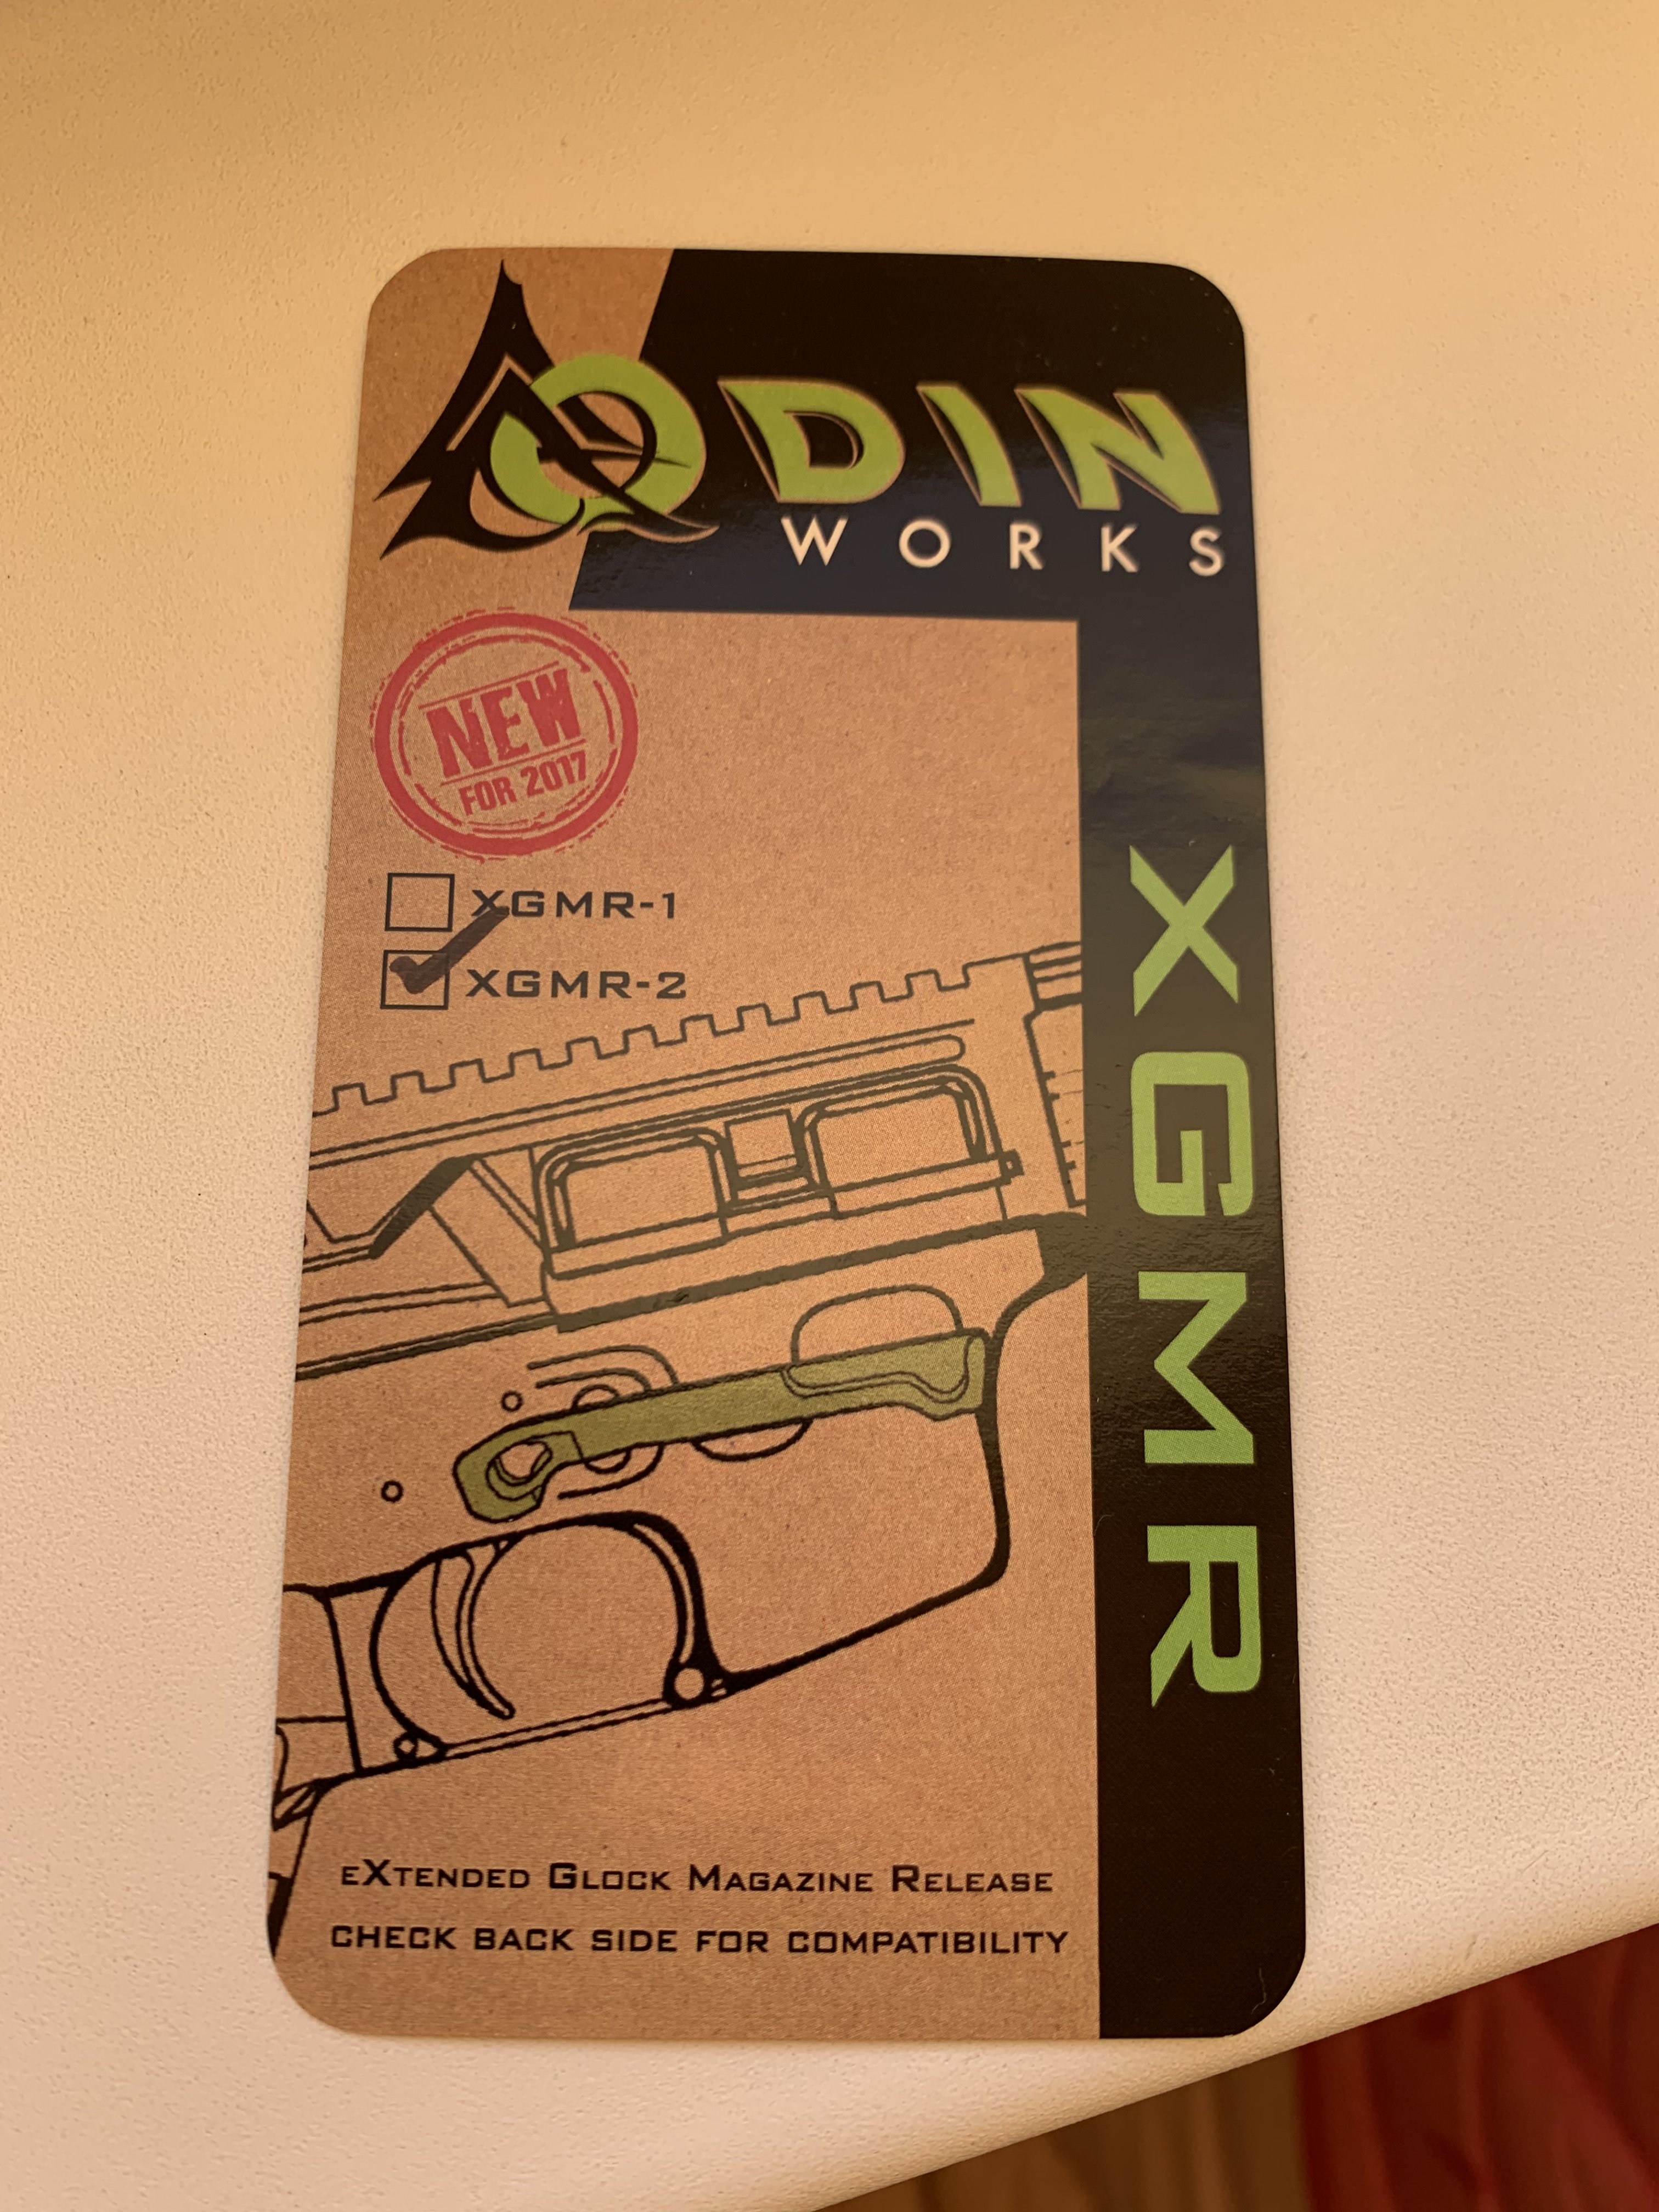 ODIN
WORKS
NEW
FOR 2017
XGMR-1
XGMR-2
XGMR
eXtended Glock Magazine Release
CHECK BACK SIDE FOR COMPATIBILITY